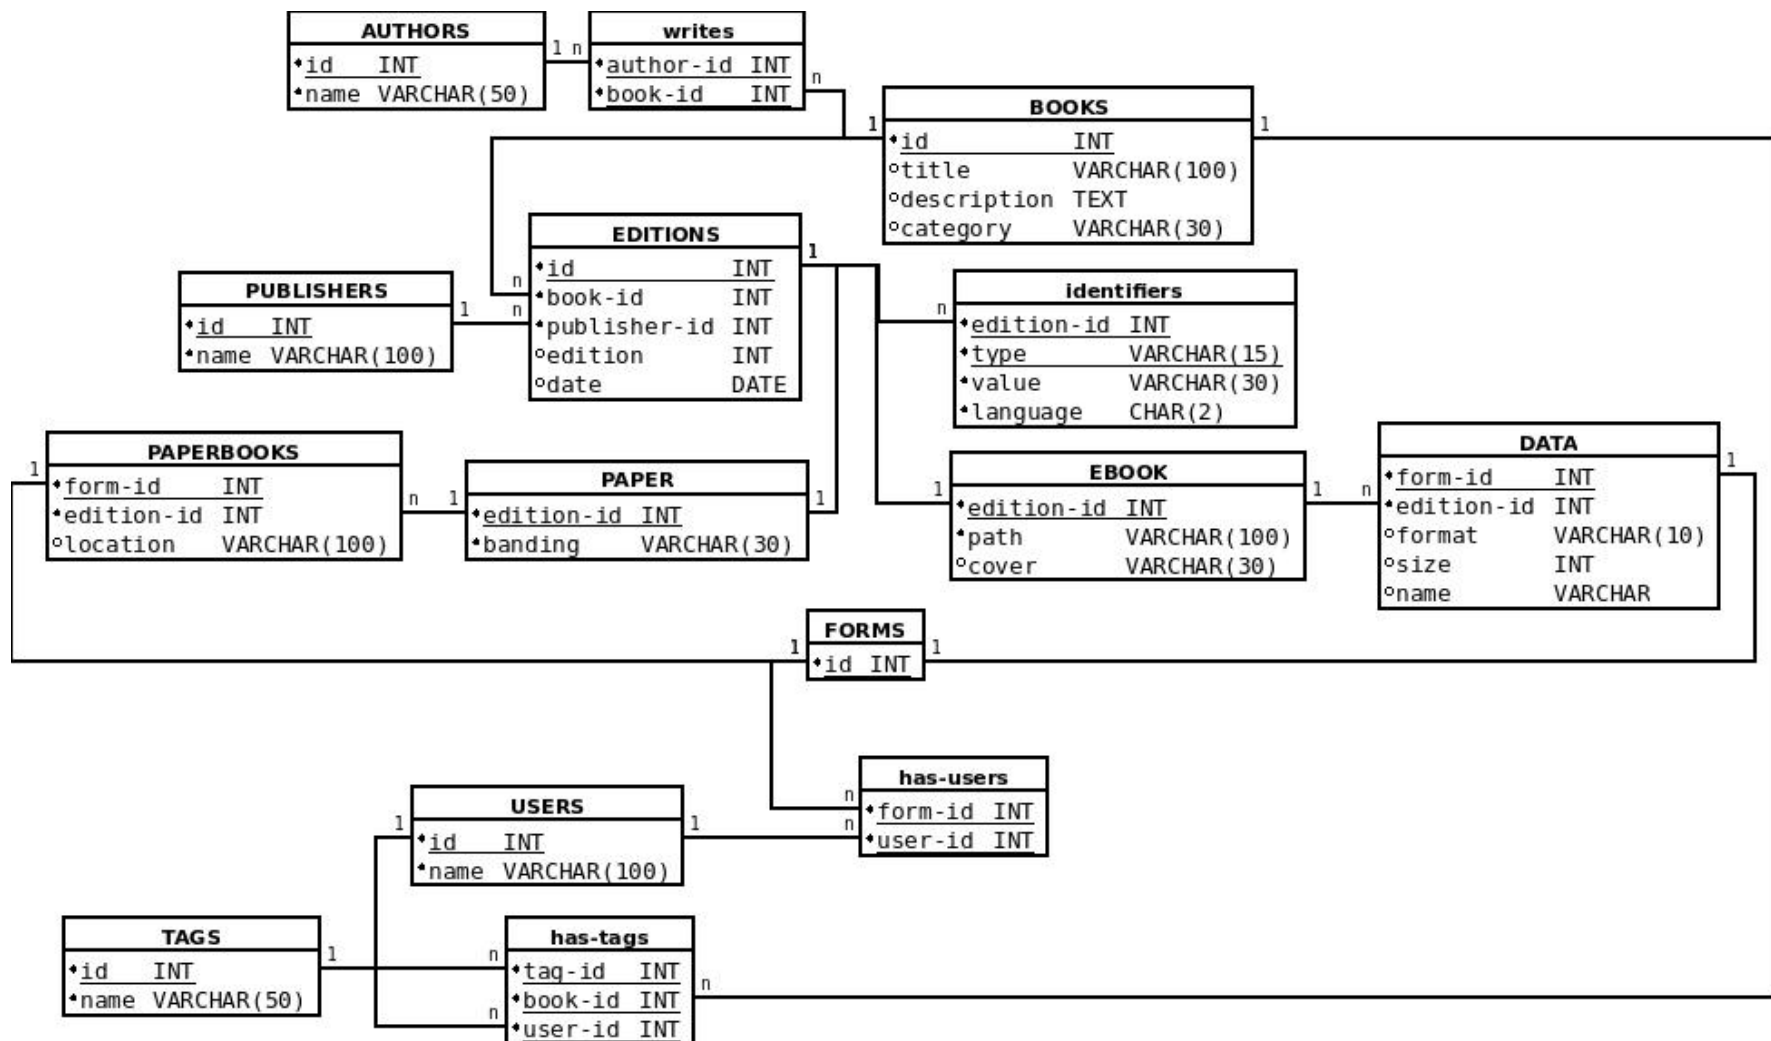 AUTHORS
id INT
name VARCHAR(50)
1 n
writes
author-id INT
book-id INT
n
1
BOOKS
id INT
title VARCHAR(100)
description TEXT
category VARCHAR(30)
1
EDITIONS
id INT
book-id INT
publisher-id INT
edition INT
date DATE
1
n
n
PUBLISHERS
id INT
name VARCHAR(100)
1
identifiers
edition-id INT
type VARCHAR(15)
value VARCHAR(30)
language CHAR(2)
n
1
PAPERBOOKS
form-id INT
edition-id INT
location VARCHAR(100)
n 1
PAPER
edition-id INT
banding VARCHAR(30)
1
1
EBOOK
edition-id INT
path VARCHAR(100)
cover VARCHAR(30)
1 n
DATA
form-id INT
edition-id INT
format VARCHAR(10)
size INT
name VARCHAR
1
1
FORMS
id INT
1
has-users
form-id INT
user-id INT
n
n
1
USERS
id INT
name VARCHAR(100)
1
TAGS
id INT
name VARCHAR(50)
1
n
n
has-tags
tag-id INT
book-id INT
user-id INT
n